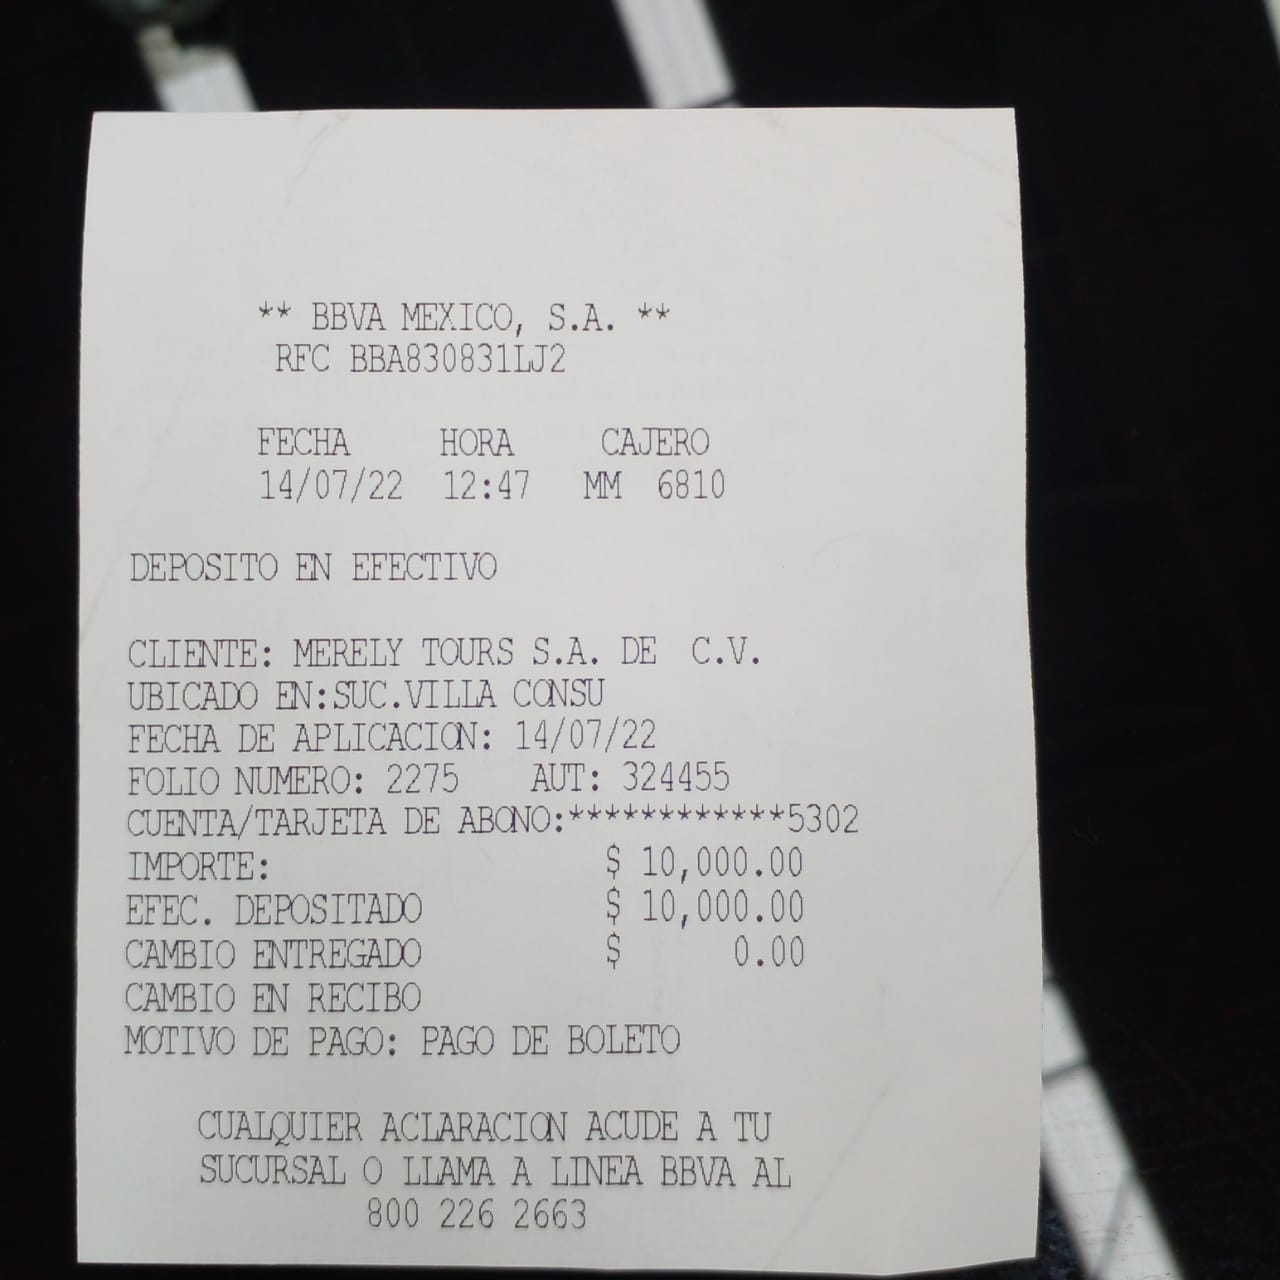 ** BBVA MEXICO, S.A. **
RFC BBA830831LJ2
FECHA HORA CAJERO
14/07/22 12:47 MM 6810
DEPOSITO EN EFECTIVO
CLIENTE: MERELY TOURS S.A. DE C.V.
UBICADO EN:SUC.VILLA CONSU
FECHA DE APLICACION: 14/07/22
FOLIO NUMERO: 2275 AUT: 324455
CUENTA/TARJETA DE ABONO:************5302
IMPORTE: $ 10,000.00
EFEC. DEPOSITADO $ 10,000.00
CAMBIO ENTREGADO $ 0.00
CAMBIO EN RECIBO
MOTIVO DE PAGO: PAGO DE BOLETO
CUALQUIER ACLARACION ACUDE A TU
SUCURSAL O LLAMA A LINEA BBVA AL
800 226 2663